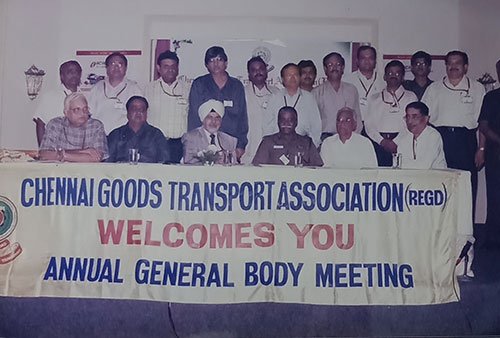 CHENNAI GOODS TRANSPORT ASSOCIATION (REGD)
WELCOMES YOU
ANNUAL GENERAL BODY MEETING